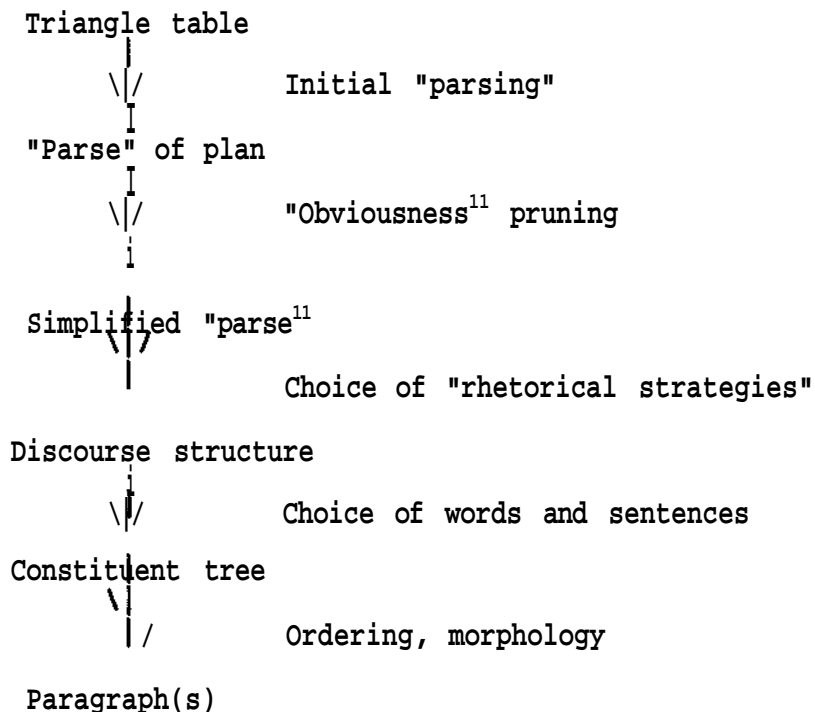 Triangle table
\|/ Initial "parsing"
"Parse" of plan
\|/ "Obviousness¹¹ pruning
Simplified "parse¹¹
\|/
Choice of "rhetorical strategies"
Discourse structure
\|/ Choice of words and sentences
Constituent tree
\|/ Ordering, morphology
Paragraph(s)